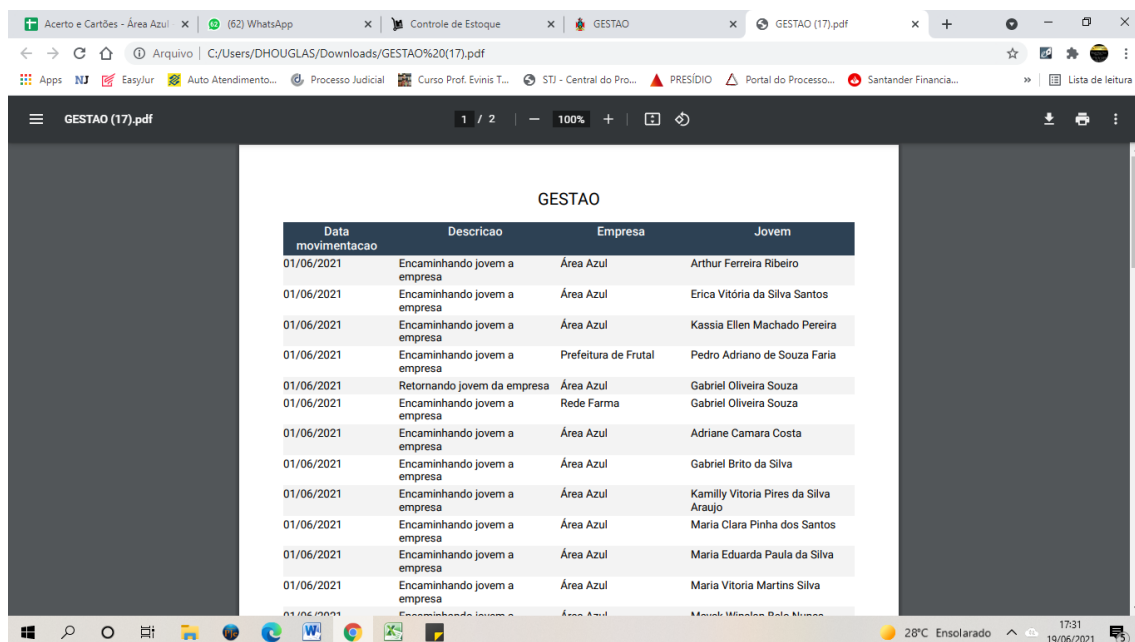 Acerto e Cartões - Área Azul
(62) WhatsApp
Controle de Estoque
GESTAO
GESTAO (17).pdf
Arquivo | C:/Users/DHOUGLAS/Downloads/GESTAO%20(17).pdf
Apps
NJ
EasyJur
Auto Atendimento...
Processo Judicial
Curso Prof. Evinis T...
STJ - Central do Pro...
PRESÍDIO
Portal do Processo...
Santander Financia...
»
Lista de leitura
GESTAO (17).pdf
1 / 2 | — 100% +
GESTAO
Data movimentacao Descricao Empresa Jovem
01/06/2021 Encaminhando jovem a empresa Área Azul Arthur Ferreira Ribeiro
01/06/2021 Encaminhando jovem a empresa Área Azul Erica Vitória da Silva Santos
01/06/2021 Encaminhando jovem a empresa Área Azul Kassia Ellen Machado Pereira
01/06/2021 Encaminhando jovem a empresa Prefeitura de Frutal Pedro Adriano de Souza Faria
01/06/2021 Retornando jovem da empresa Área Azul Gabriel Oliveira Souza
01/06/2021 Encaminhando jovem a empresa Rede Farma Gabriel Oliveira Souza
01/06/2021 Encaminhando jovem a empresa Área Azul Adriane Camara Costa
01/06/2021 Encaminhando jovem a empresa Área Azul Gabriel Brito da Silva
01/06/2021 Encaminhando jovem a empresa Área Azul Kamilly Vitoria Pires da Silva Araujo
01/06/2021 Encaminhando jovem a empresa Área Azul Maria Clara Pinha dos Santos
01/06/2021 Encaminhando jovem a empresa Área Azul Maria Eduarda Paula da Silva
01/06/2021 Encaminhando jovem a empresa Área Azul Maria Vitoria Martins Silva
01/06/2021 Encaminhando jovem a Área Azul
28°C Ensolarado
17:31
19/06/2021